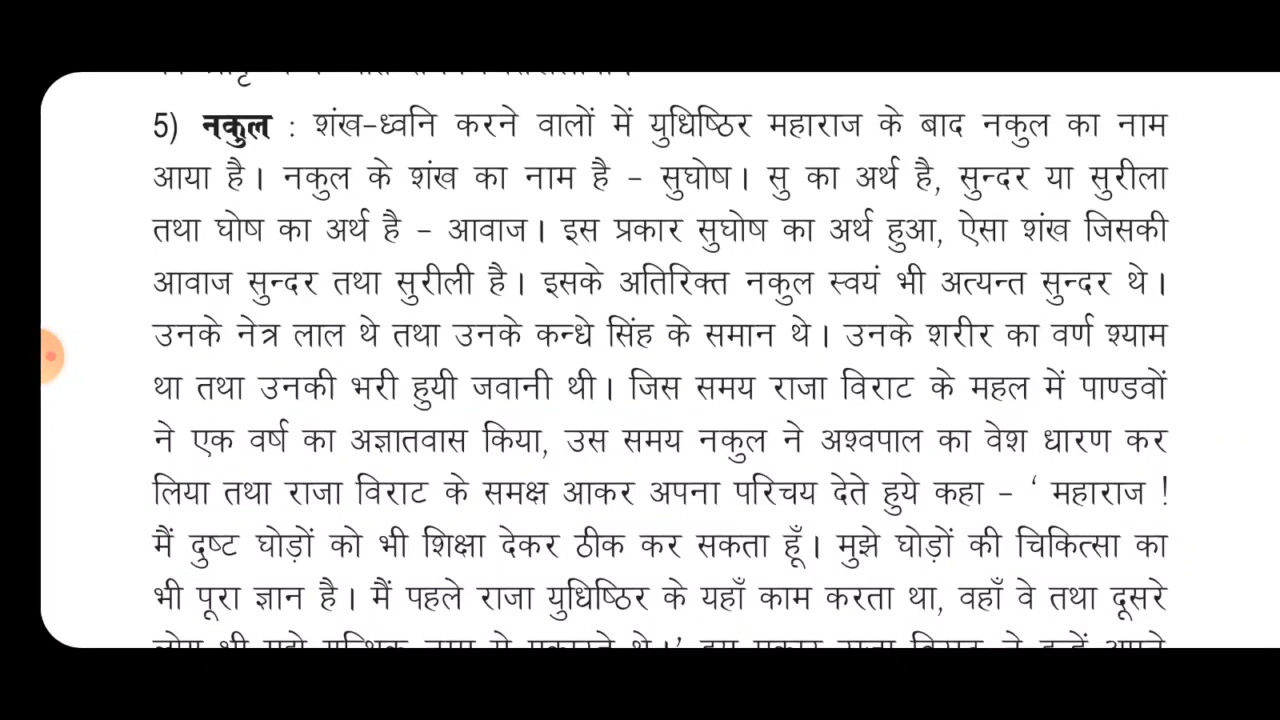 5) नकुल : शंख-ध्वनि करने वालों में युधिष्ठिर महाराज के बाद नकुल का नाम
आया है। नकुल के शंख का नाम है - सुघोष। सु का अर्थ है, सुन्दर या सुरीला
तथा घोष का अर्थ है - आवाज। इस प्रकार सुघोष का अर्थ हुआ, ऐसा शंख जिसकी
आवाज सुन्दर तथा सुरीली है। इसके अतिरिक्त नकुल स्वयं भी अत्यन्त सुन्दर थे।
उनके नेत्र लाल थे तथा उनके कन्धे सिंह के समान थे। उनके शरीर का वर्ण श्याम
था तथा उनकी भरी हुयी जवानी थी। जिस समय राजा विराट के महल में पाण्डवों
ने एक वर्ष का अज्ञातवास किया, उस समय नकुल ने अश्वपाल का वेश धारण कर
लिया तथा राजा विराट के समक्ष आकर अपना परिचय देते हुये कहा - ‘ महाराज !
मैं दुष्ट घोड़ों को भी शिक्षा देकर ठीक कर सकता हूँ। मुझे घोड़ों की चिकित्सा का
भी पूरा ज्ञान है। मैं पहले राजा युधिष्ठिर के यहाँ काम करता था, वहाँ वे तथा दूसरे